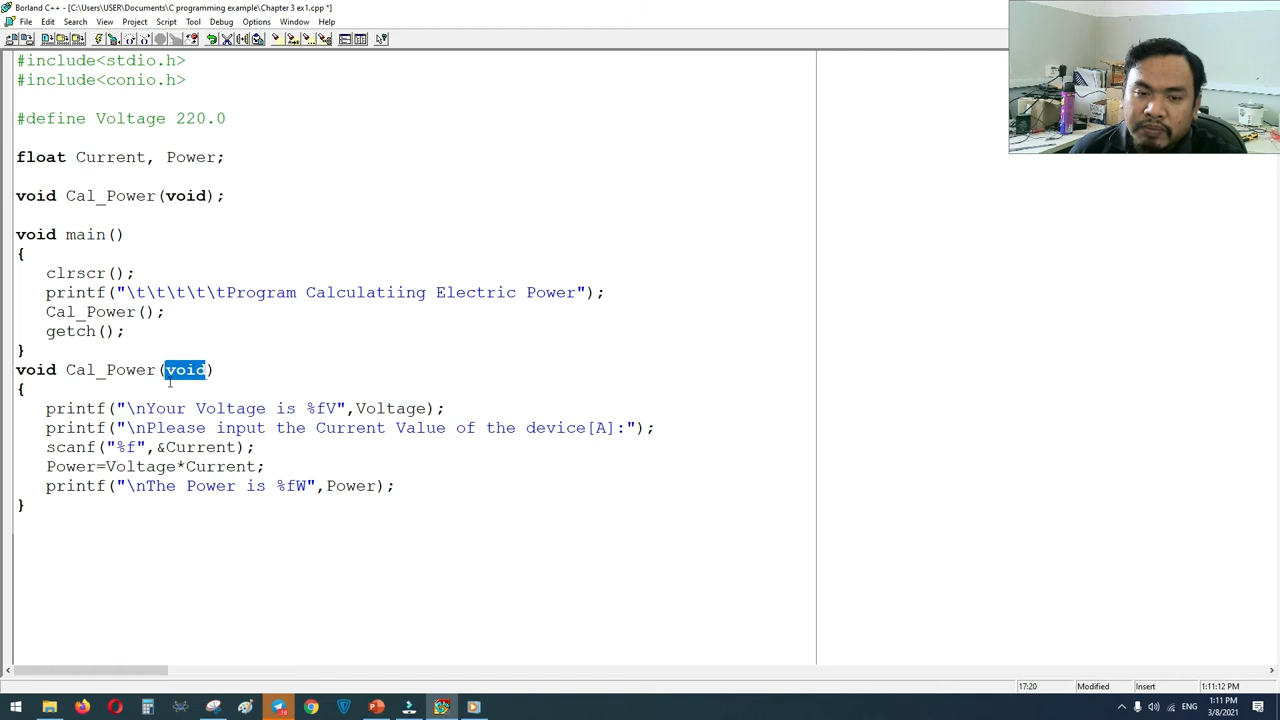 Borland C++ - [C:\Users\USER\Documents\C programming example\Chapter 3 ex1.cpp *]
File Edit Search View Project Script Tool Debug Options Window Help
#include<stdio.h>
#include<conio.h>
#define Voltage 220.0
float Current, Power;
void Cal_Power(void);
void main()
{
clrscr();
printf("\t\t\t\t\tProgram Calculatiing Electric Power");
Cal_Power();
getch();
}
void Cal_Power(void)
{
printf("\nYour Voltage is %fV",Voltage);
printf("\nPlease input the Current Value of the device[A]:");
scanf("%f",&Current);
Power=Voltage*Current;
printf("\nThe Power is %fW",Power);
}
17:20 Modified Insert 1:11:12 PM
ENG 1:11 PM
3/8/2021